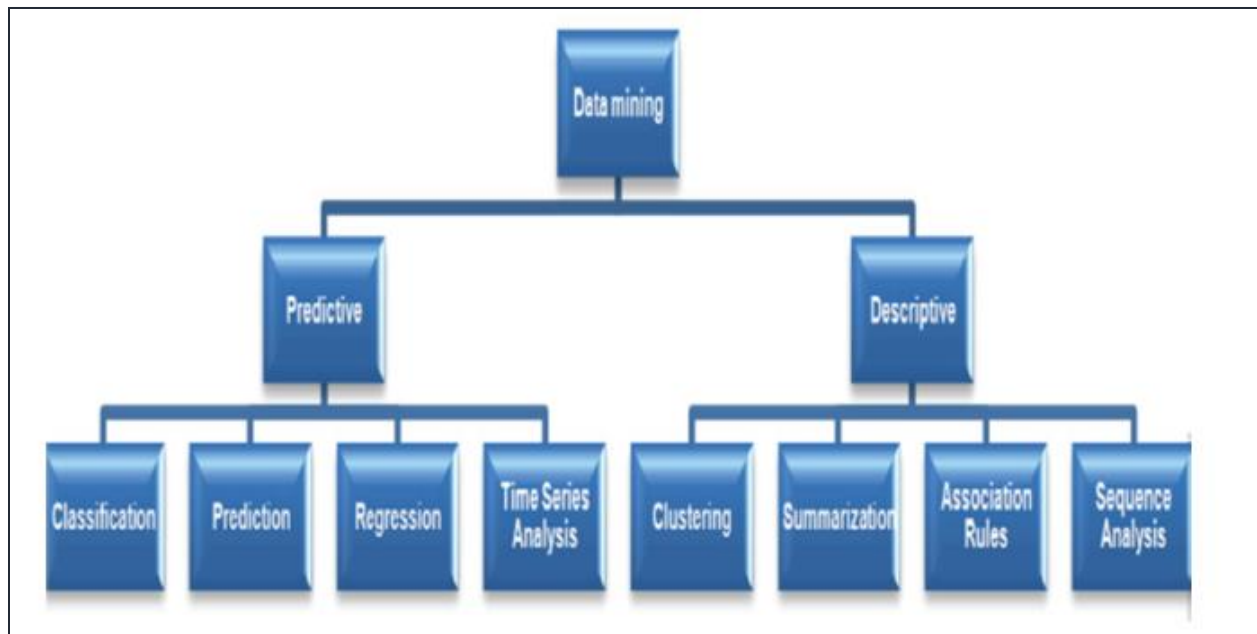 Data mining
Predictive
Descriptive
Classification
Prediction
Regression
Time Series
Analysis
Clustering
Summarization
Association
Rules
Sequence
Analysis